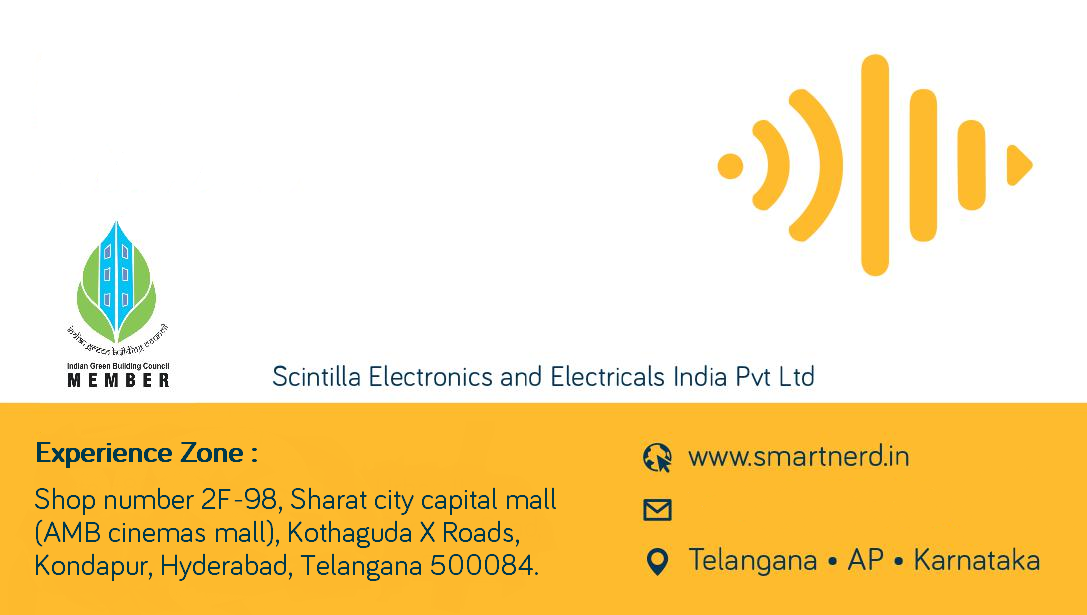 indian green building council
Indian Green Building Council
MEMBER
Scintilla Electronics and Electricals India Pvt Ltd
Experience Zone :
Shop number 2F-98, Sharat city capital mall
(AMB cinemas mall), Kothaguda X Roads,
Kondapur, Hyderabad, Telangana 500084.
www.smartnerd.in
Telangana • AP • Karnataka